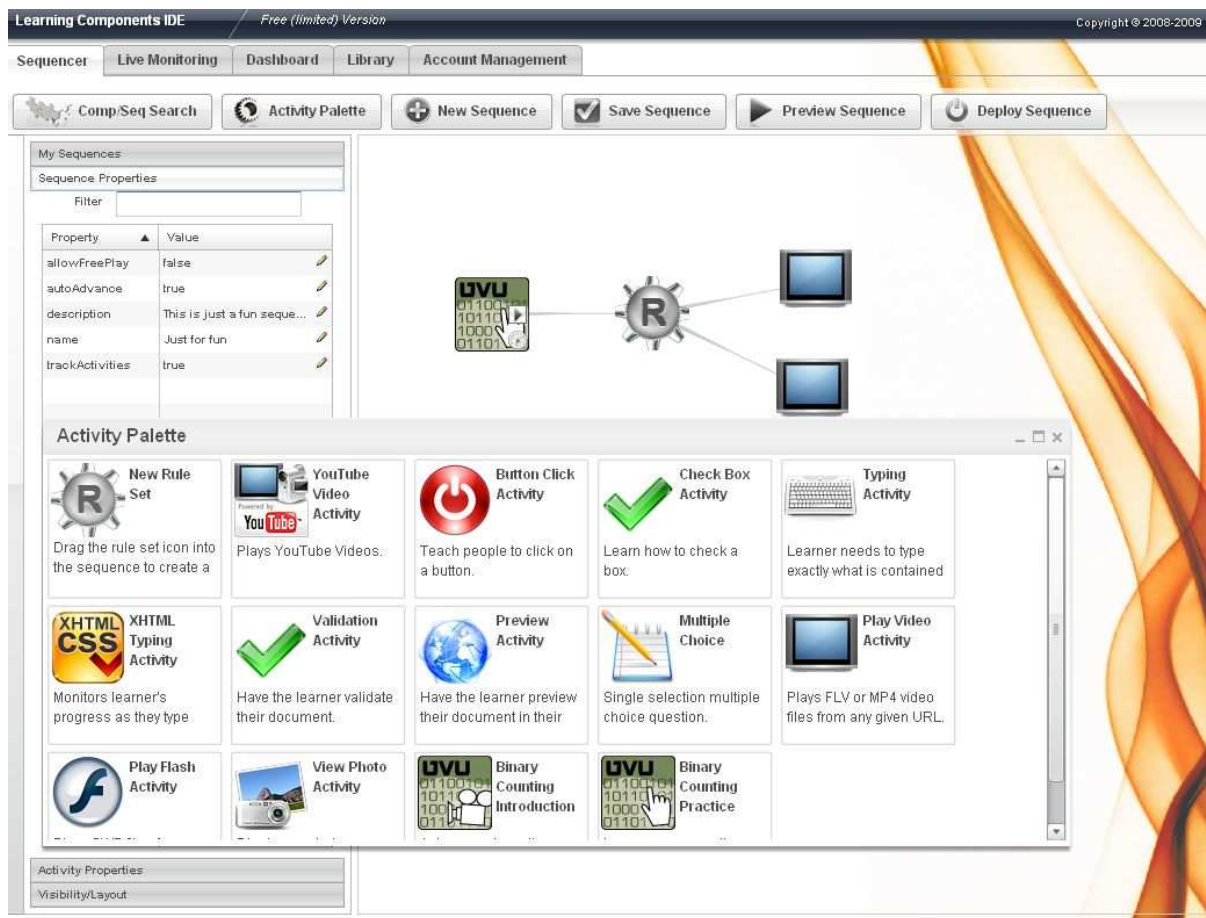 Learning Components IDE
Free (limited) Version
Copyright © 2008-2009
Sequencer
Live Monitoring
Dashboard
Library
Account Management
Comp/Seq Search
Activity Palette
New Sequence
Save Sequence
Preview Sequence
Deploy Sequence
My Sequences
Sequence Properties
Filter
Property
Value
allowFreePlay
false
autoAdvance
true
description
This is just a fun seque...
name
Just for fun
trackActivities
true
UVU
R
Activity Palette
R
New Rule
Set
Drag the rule set icon into
the sequence to create a
Powered by
YouTube
YouTube
Video
Activity
Plays YouTube Videos.
Button Click
Activity
Teach people to click on
a button.
Check Box
Activity
Learn how to check a
box.
Typing
Activity
Learner needs to type
exactly what is contained
XHTML
CSS
XHTML
Typing
Activity
Monitors learner's
progress as they type
Validation
Activity
Have the learner validate
their document.
Preview
Activity
Have the learner preview
their document in their
Multiple
Choice
Single selection multiple
choice question.
Play Video
Activity
Plays FLV or MP4 video
files from any given URL.
Play Flash
Activity
View Photo
Activity
UVU
Binary
Counting
Introduction
UVU
Binary
Counting
Practice
Activity Properties
Visibility/Layout